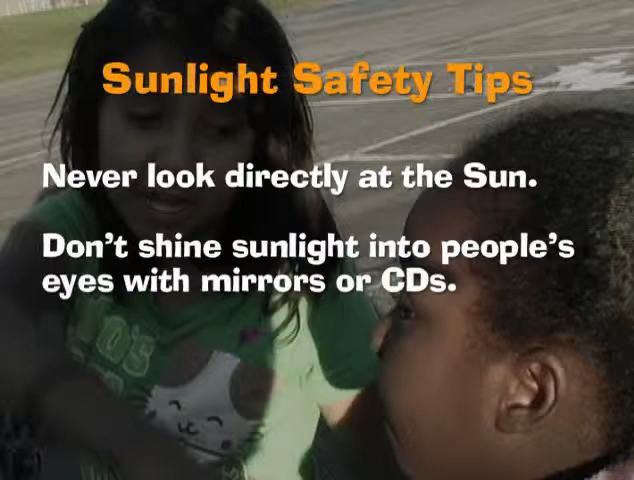 Sunlight Safety Tips
Never look directly at the Sun.
Don't shine sunlight into people's
eyes with mirrors or CDs.